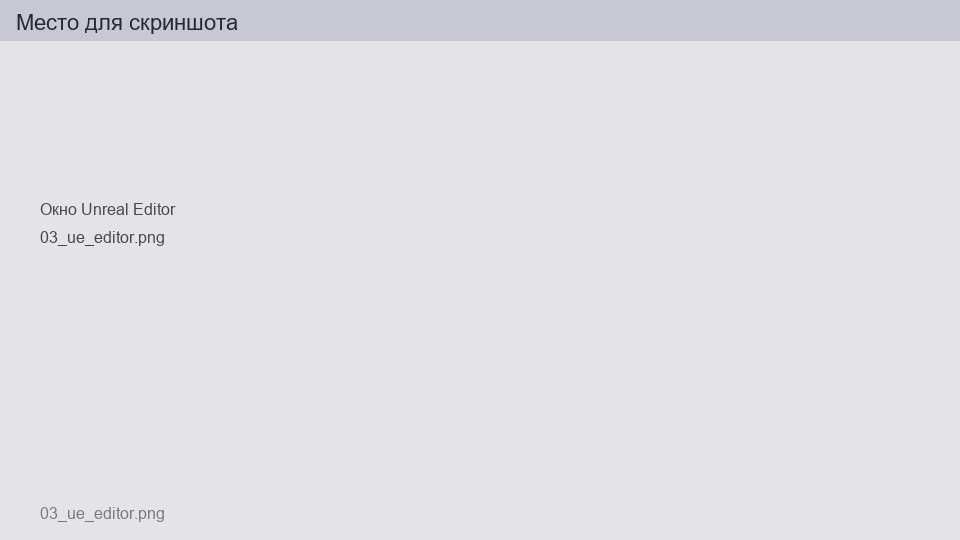 Место для скриншота
Окно Unreal Editor
03_ue_editor.png
03_ue_editor.png